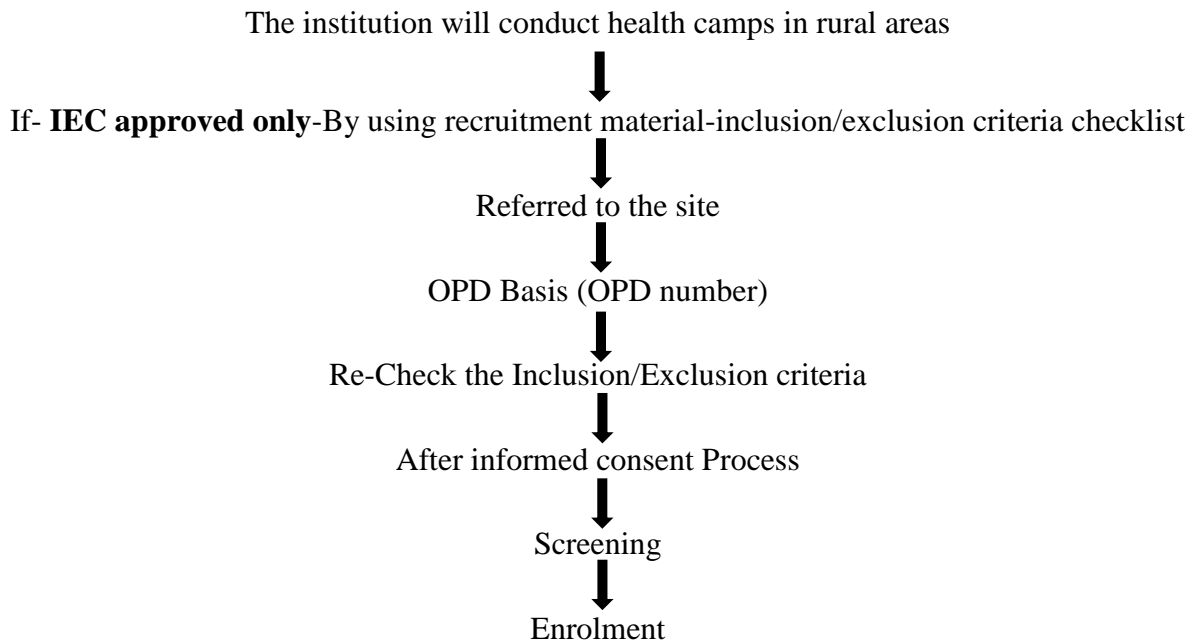 The institution will conduct health camps in rural areas
If- IEC approved only-By using recruitment material-inclusion/exclusion criteria checklist
Referred to the site
OPD Basis (OPD number)
Re-Check the Inclusion/Exclusion criteria
After informed consent Process
Screening
Enrolment